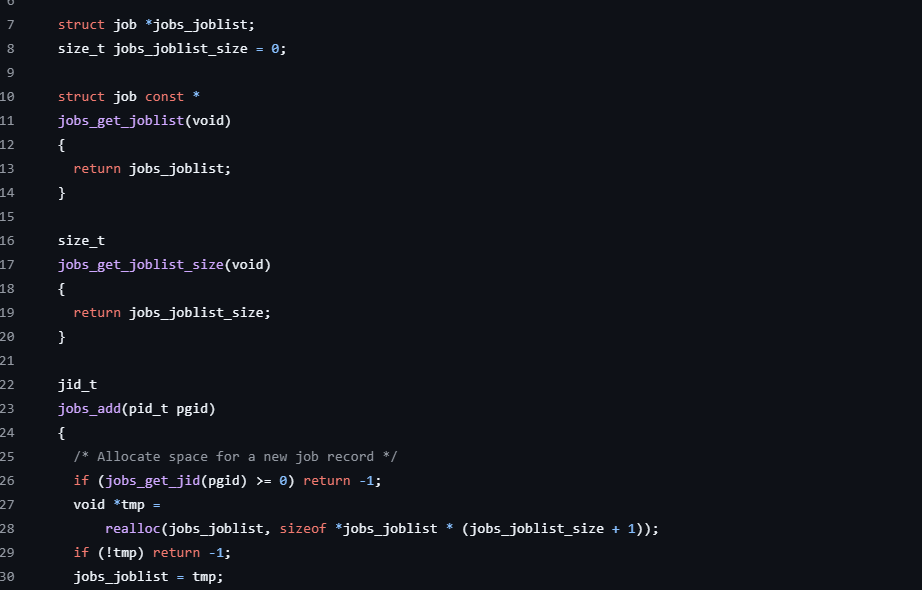 6
7 struct job *jobs_joblist;
8 size_t jobs_joblist_size = 0;
9
10 struct job const *
11 jobs_get_joblist(void)
12 {
13   return jobs_joblist;
14 }
15
16 size_t
17 jobs_get_joblist_size(void)
18 {
19   return jobs_joblist_size;
20 }
21
22 jid_t
23 jobs_add(pid_t pgid)
24 {
25   /* Allocate space for a new job record */
26   if (jobs_get_jid(pgid) >= 0) return -1;
27   void *tmp =
28       realloc(jobs_joblist, sizeof *jobs_joblist * (jobs_joblist_size + 1));
29   if (!tmp) return -1;
30   jobs_joblist = tmp;